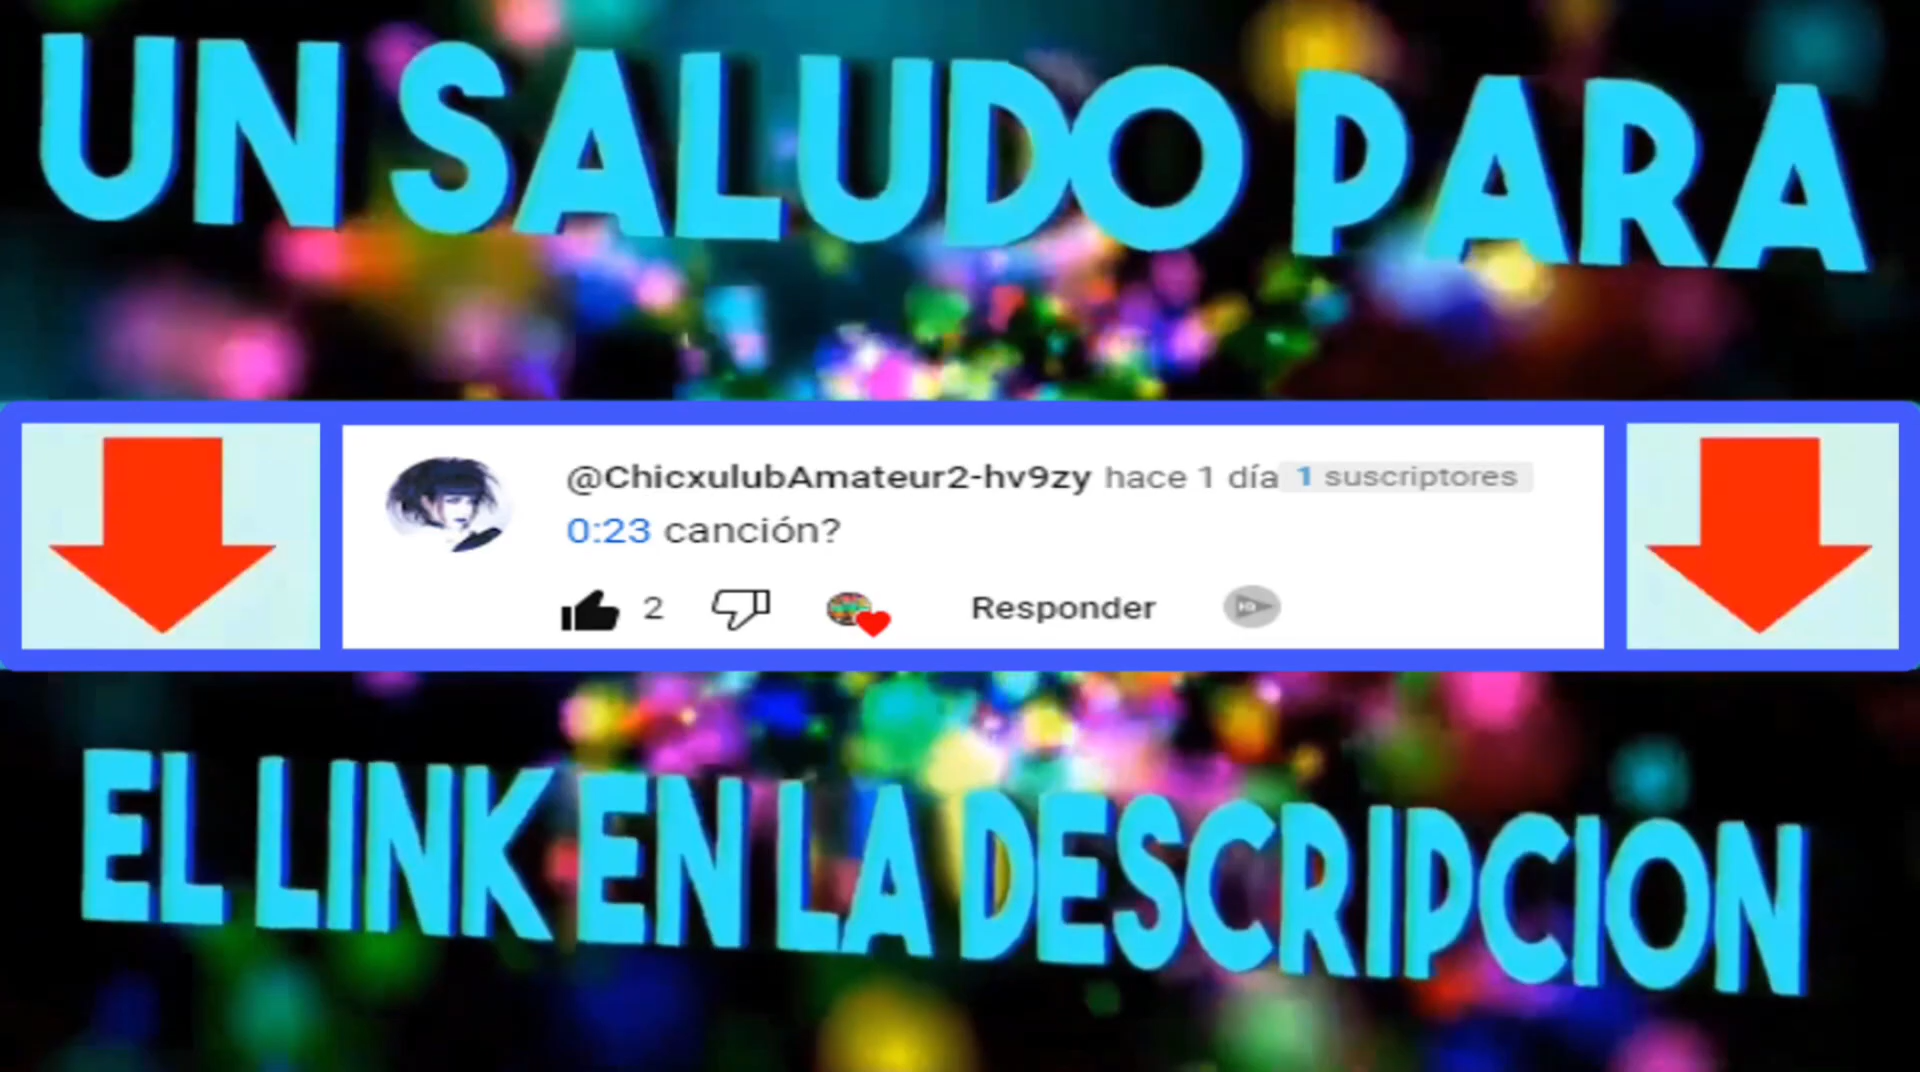 UN SALUDO PARA
@ChicxulubAmateur2-hv9zy hace 1 día 1 suscriptores
0:23 canción?
2 Responder
EL LINK EN LA DESCRIPCION